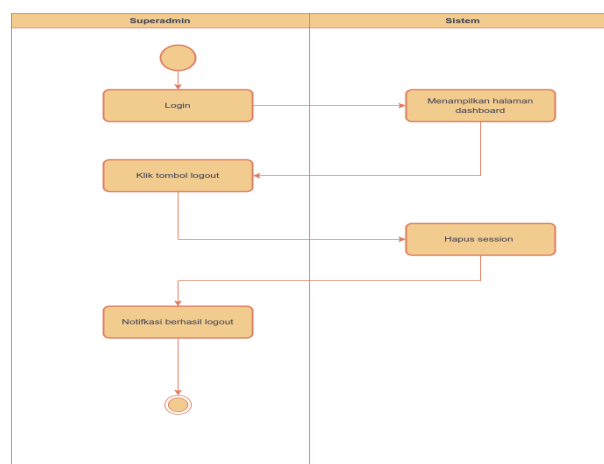 Superadmin
Sistem
Login
Menampilkan halaman
dashboard
Klik tombol logout
Hapus session
Notifkasi berhasil logout